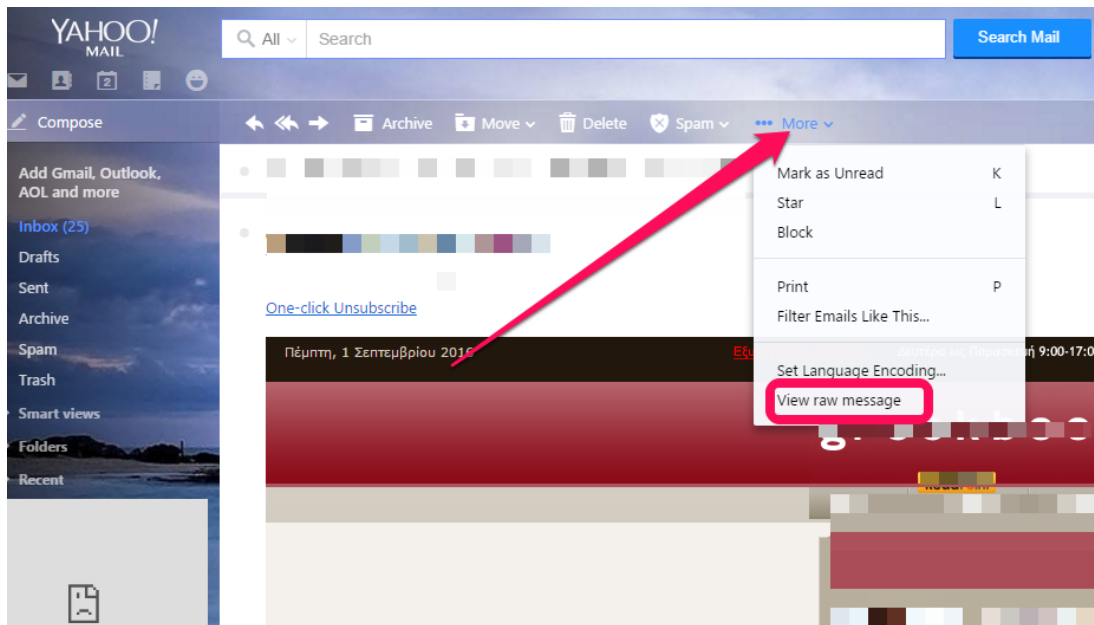 YAHOO!
MAIL
All Search Search Mail
2
Compose Archive Move Delete Spam More
Add Gmail, Outlook,
AOL and more
Inbox (25)
Drafts
Sent
Archive
Spam
Trash
Smart views
Folders
Recent
Mark as Unread K
Star L
Block
Print P
Filter Emails Like This...
Set Language Encoding...
View raw message
One-click Unsubscribe
Πέμπτη, 1 Σεπτεμβρίου 2016
Δευτέρα ως Παρασκευή 9:00-17:0